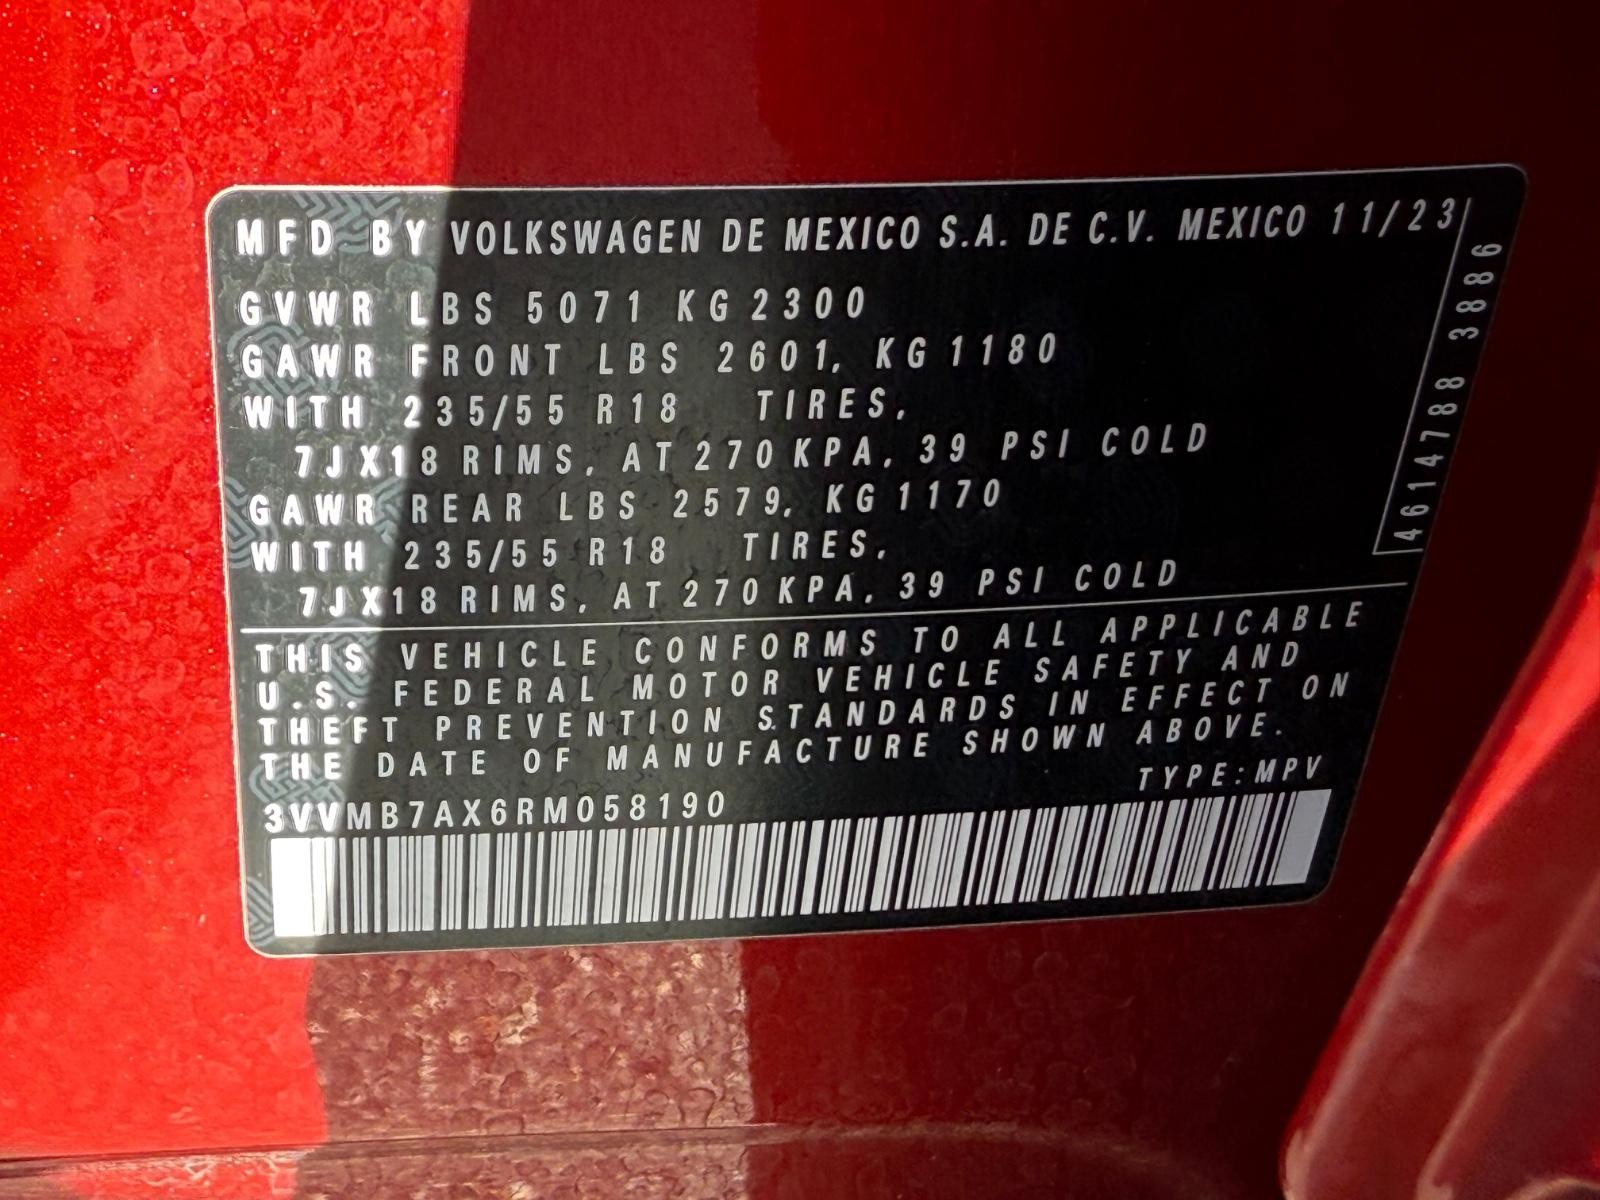 MFD BY VOLKSWAGEN DE MEXICO S.A. DE C.V. MEXICO 11/23
GVWR LBS 5071 KG 2300
GAWR FRONT LBS 2601, KG 1180
WITH 235/55 R18 TIRES,
7JX18 RIMS, AT 270 KPA, 39 PSI COLD
GAWR REAR LBS 2579, KG 1170
WITH 235/55 R18 TIRES,
7JX18 RIMS, AT 270 KPA, 39 PSI COLD
4614788 3886
THIS VEHICLE CONFORMS TO ALL APPLICABLE
U.S. FEDERAL MOTOR VEHICLE SAFETY AND
THEFT PREVENTION STANDARDS IN EFFECT ON
THE DATE OF MANUFACTURE SHOWN ABOVE.
TYPE:MPV
3VVMB7AX6RM058190